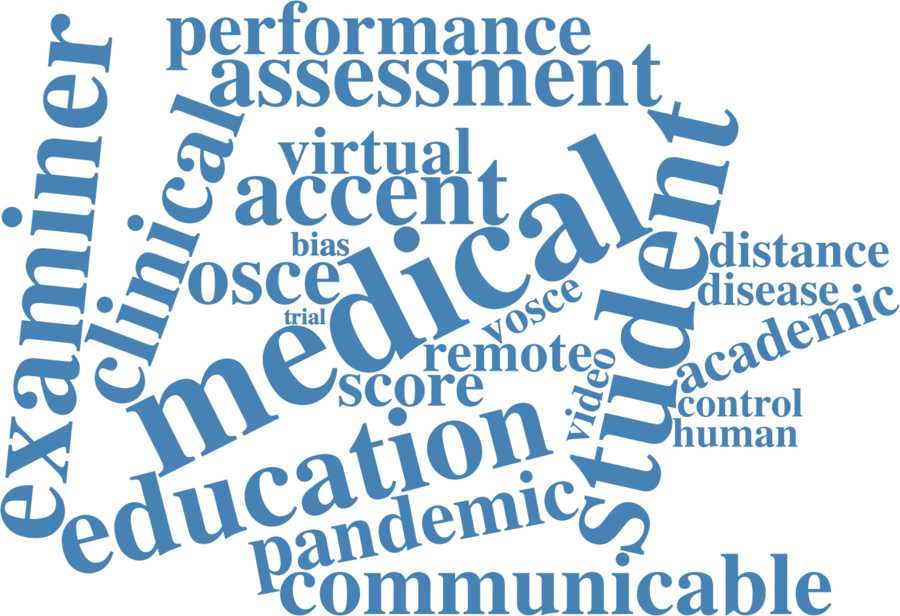 performance
assessment
examiner
clinical
virtual
accent
medical
student
bias
osce
trial
distance
disease
vosce
academic
remote
score
video
control
human
education
pandemic
communicable